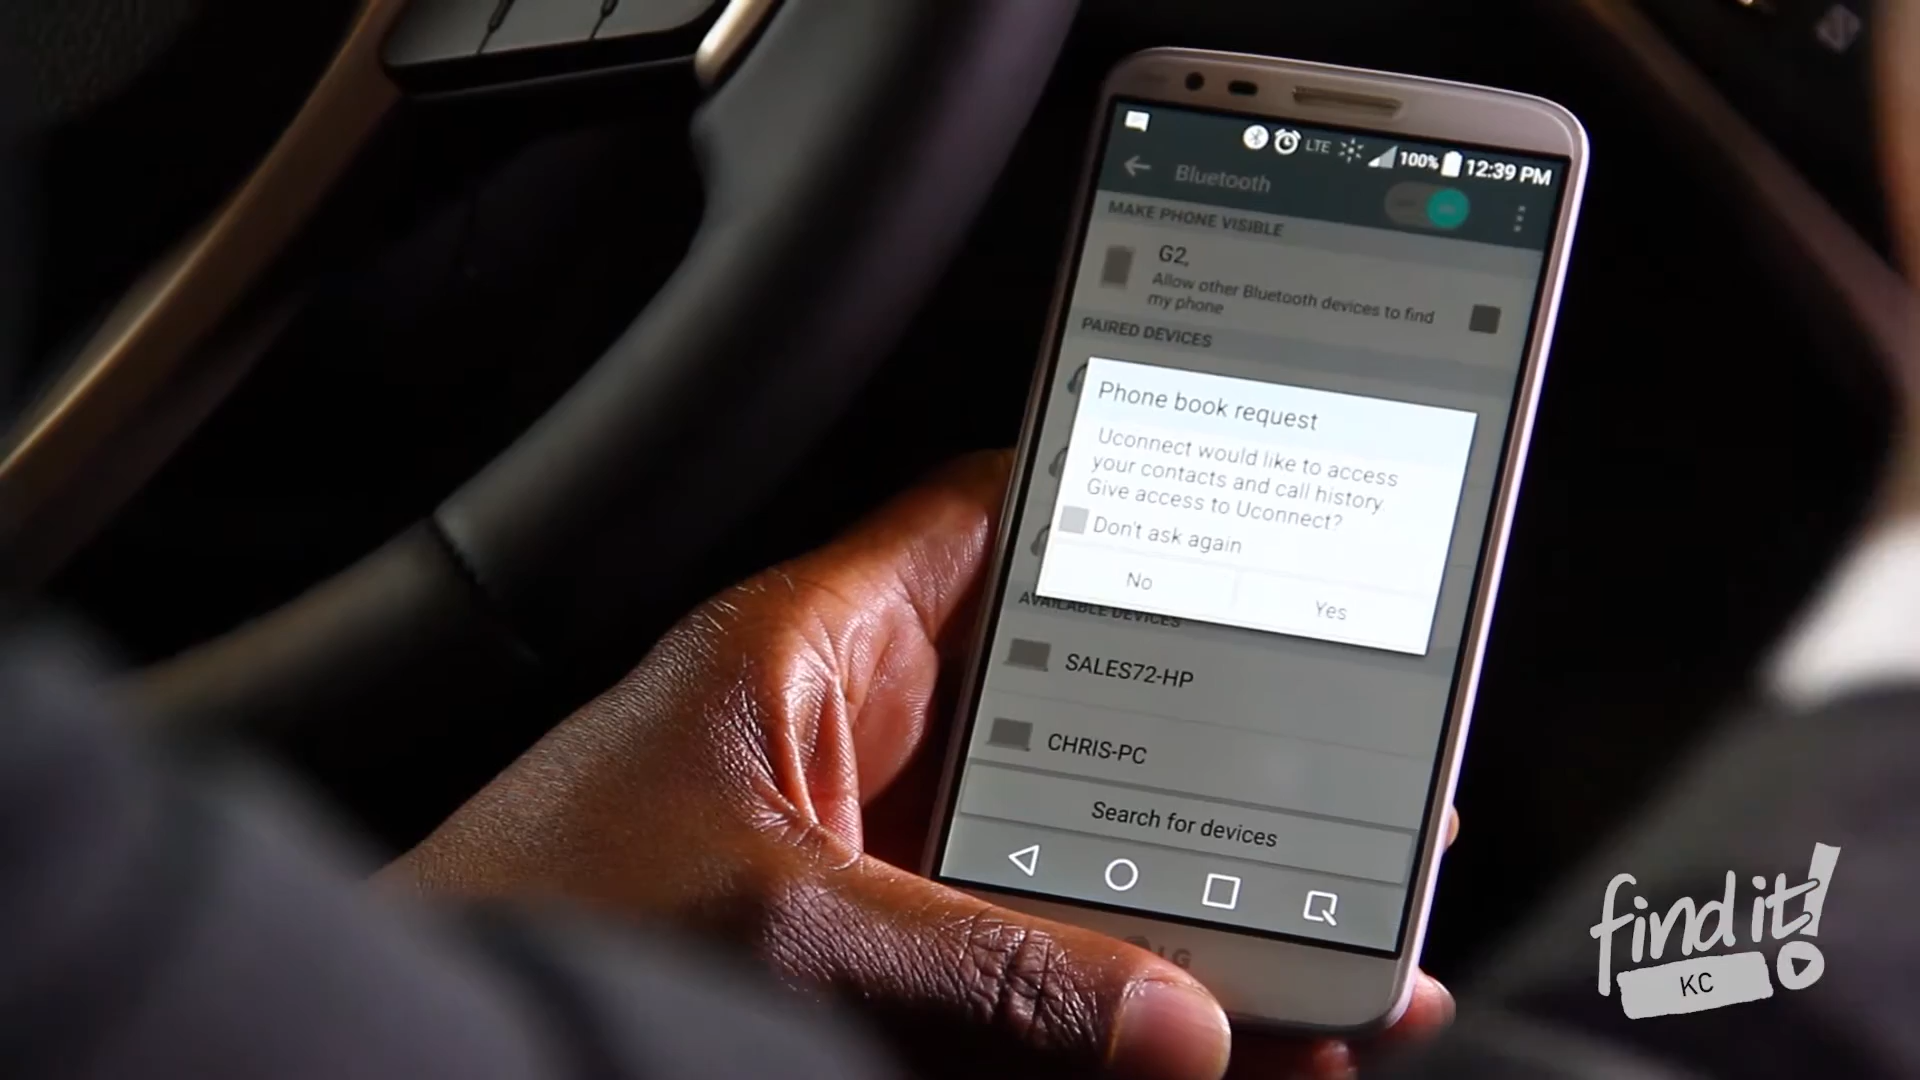 LTE 100% 12:39 PM
Bluetooth
MAKE PHONE VISIBLE
G2,
Allow other Bluetooth devices to find
my phone
PAIRED DEVICES
Phone book request
Uconnect would like to access
your contacts and call history.
Give access to Uconnect?
Don't ask again
No Yes
AVAILABLE DEVICES
SALES72-HP
CHRIS-PC
Search for devices
LG
find it!
KC